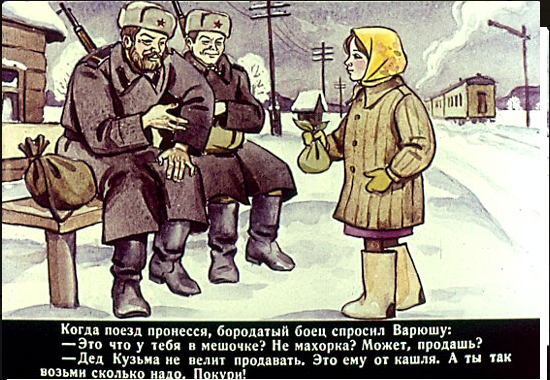 Когда поезд пронесся, бородатый боец спросил Варюшу:
—Это что у тебя в мешочке? Не махорка? Может, продашь?
—Дед Кузьма не велит продавать. Это ему от кашля. А ты так
возьми сколько надо. Покури!